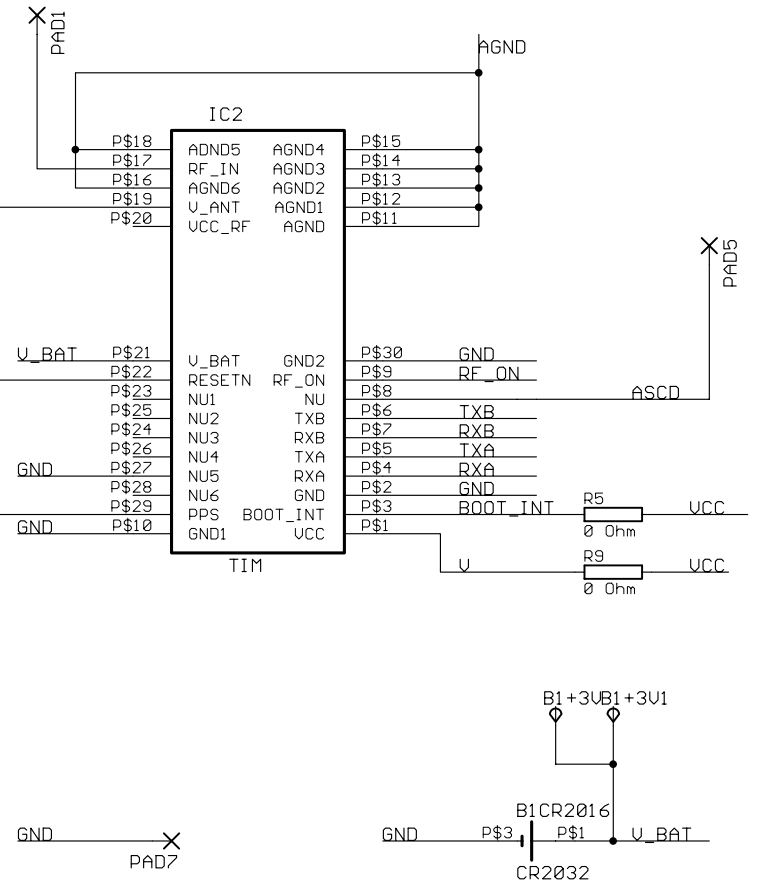 PAD1
AGND
IC2
P$18 ADND5 AGND4 P$15
P$17 RF_IN AGND3 P$14
P$16 AGND6 AGND2 P$13
P$19 V_ANT AGND1 P$12
P$20 VCC_RF AGND P$11
PAD5
V_BAT P$21 V_BAT GND2 P$30 GND
P$22 RESETN RF_ON P$9 RF_ON
P$23 NU1 NU P$8 ASCD
P$25 NU2 TXB P$6 TXB
P$24 NU3 RXB P$7 RXB
P$26 NU4 TXA P$5 TXA
GND P$27 NU5 RXA P$4 RXA
P$28 NU6 GND P$2 GND
P$29 PPS BOOT_INT P$3 BOOT_INT R5 VCC
0 Ohm
GND P$10 GND1 VCC P$1
TIM
V R9 VCC
0 Ohm
B1+3V B1+3V1
B1CR2016
GND PAD7
GND P$3 P$1 V_BAT
CR2032